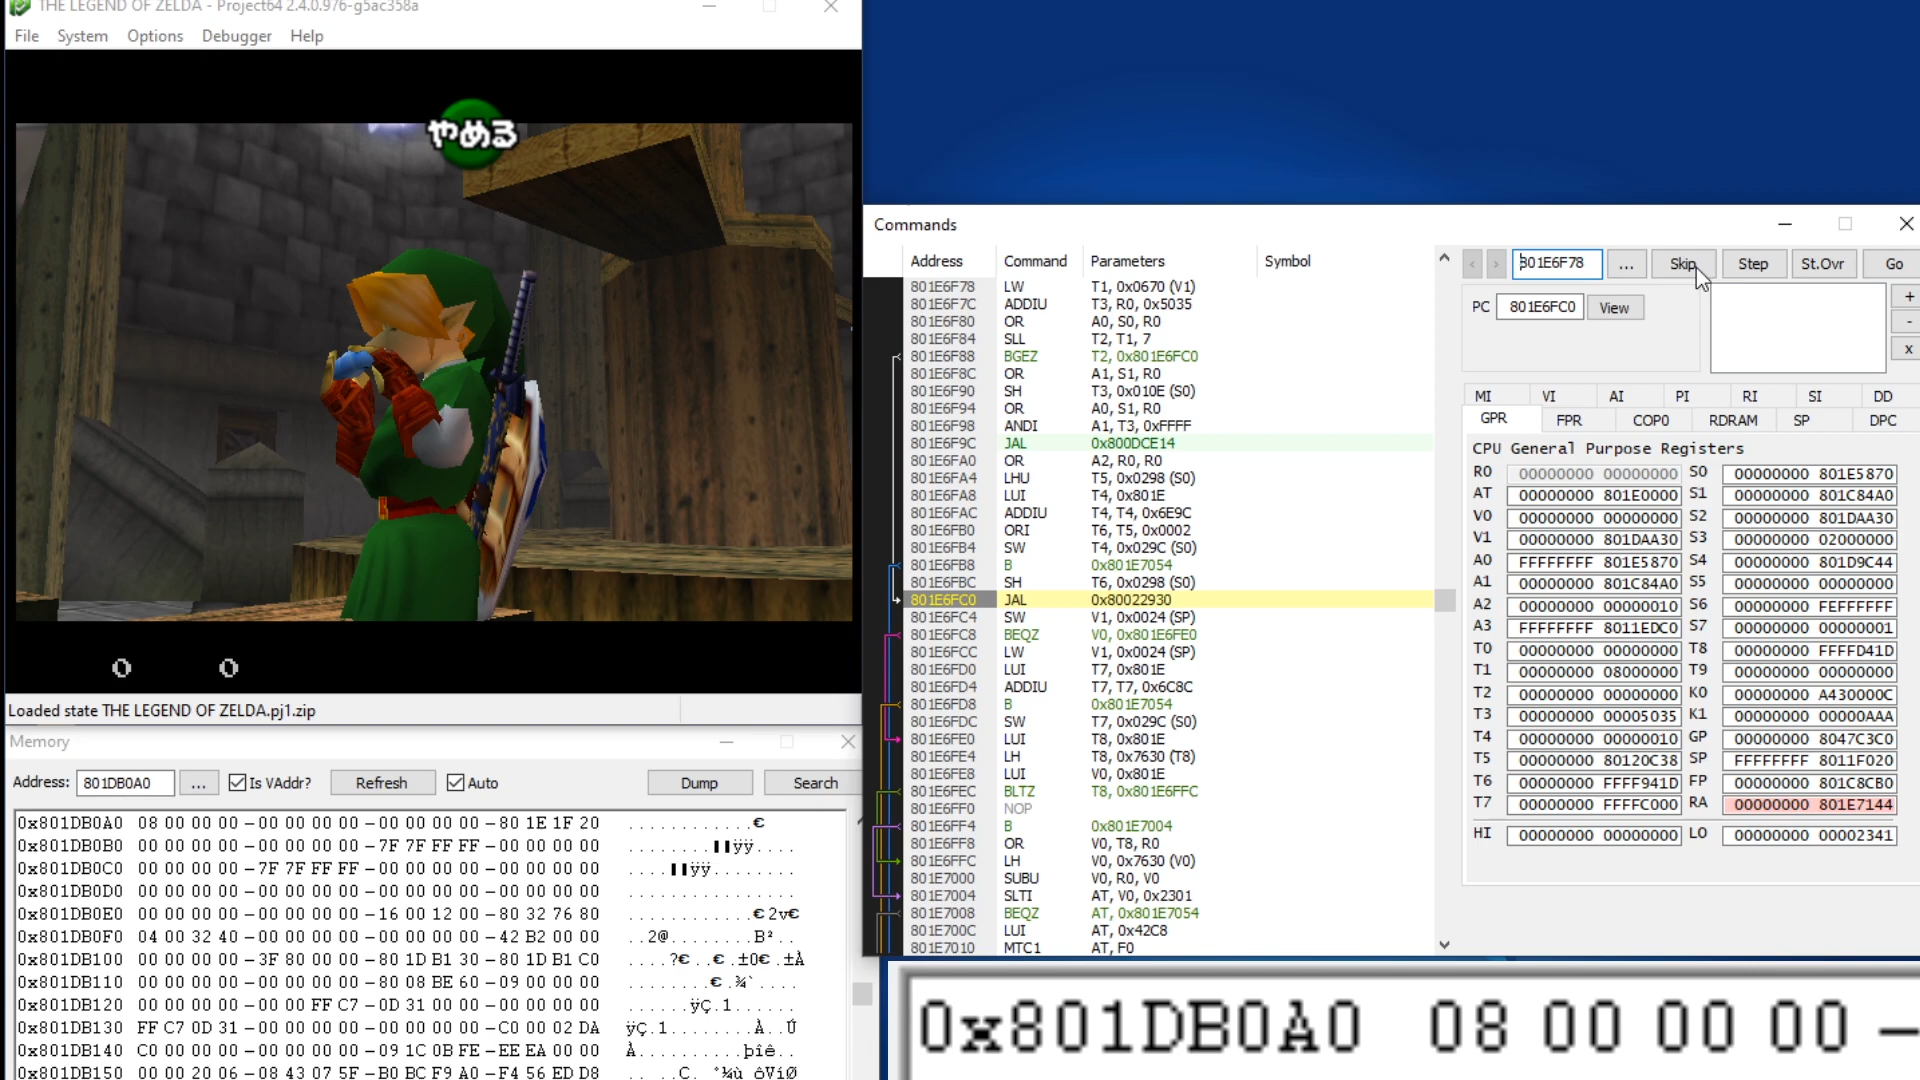 THE LEGEND OF ZELDA - Project64 2.4.0.976-g5ac358a
File System Options Debugger Help
やめる
0 0
Loaded state THE LEGEND OF ZELDA.pj1.zip
Memory
Address: 801DB0A0 ... Is VAddr? Refresh Auto Dump Search
0x801DB0A0 08 00 00 00 –00 00 00 00 –00 00 00 00 –80 1E 1F 20
0x801DB0B0 00 00 00 00 –00 00 00 00 –7F 7F FF FF –00 00 00 00
0x801DB0C0 00 00 00 00 –7F 7F FF FF –00 00 00 00 –00 00 00 00
0x801DB0D0 00 00 00 00 –00 00 00 00 –00 00 00 00 –00 00 00 00
0x801DB0E0 00 00 00 00 –00 00 00 00 –16 00 12 00 –80 32 76 80
0x801DB0F0 04 00 32 40 –00 00 00 00 –00 00 00 00 –42 B2 00 00
0x801DB100 00 00 00 00 –3F 80 00 00 –80 1D B1 30 –80 1D B1 C0
0x801DB110 00 00 00 00 –00 00 00 00 –80 08 BE 60 –09 00 00 00
0x801DB120 00 00 00 00 –00 00 FF C7 –0D 31 00 00 –00 00 00 00
0x801DB130 FF C7 0D 31 –00 00 00 00 –00 00 00 00 –C0 00 02 DA
0x801DB140 C0 00 00 00 –00 00 00 00 –09 1C 0B FE –EE EA 00 00
0x801DB150 00 00 20 06 –08 43 07 5F –B0 BC F9 A0 –F4 56 ED D8
Commands
Address Command Parameters Symbol
801E6F78 LW T1, 0x0670 (V1)
801E6F7C ADDIU T3, R0, 0x5035
801E6F80 OR A0, S0, R0
801E6F84 SLL T2, T1, 7
801E6F88 BGEZ T2, 0x801E6FC0
801E6F8C OR A1, S1, R0
801E6F90 SH T3, 0x010E (S0)
801E6F94 OR A0, S1, R0
801E6F98 ANDI A1, T3, 0xFFFF
801E6F9C JAL 0x800DCE14
801E6FA0 OR A2, R0, R0
801E6FA4 LHU T5, 0x0298 (S0)
801E6FA8 LUI T4, 0x801E
801E6FAC ADDIU T4, T4, 0x6E9C
801E6FB0 ORI T6, T5, 0x0002
801E6FB4 SW T4, 0x029C (S0)
801E6FB8 B 0x801E7054
801E6FBC SH T6, 0x0298 (S0)
801E6FC0 JAL 0x80022930
801E6FC4 SW V1, 0x0024 (SP)
801E6FC8 BEQZ V0, 0x801E6FE0
801E6FCC LW V1, 0x0024 (SP)
801E6FD0 LUI T7, 0x801E
801E6FD4 ADDIU T7, T7, 0x6C8C
801E6FD8 B 0x801E7054
801E6FDC SW T7, 0x029C (S0)
801E6FE0 LUI T8, 0x801E
801E6FE4 LH T8, 0x7630 (T8)
801E6FE8 LUI V0, 0x801E
801E6FEC BLTZ T8, 0x801E6FFC
801E6FF0 NOP
801E6FF4 B 0x801E7004
801E6FF8 OR V0, T8, R0
801E6FFC LH V0, 0x7630 (V0)
801E7000 SUBU V0, R0, V0
801E7004 SLTI AT, V0, 0x2301
801E7008 BEQZ AT, 0x801E7054
801E700C LUI AT, 0x42C8
801E7010 MTC1 AT, F0
< > 801E6F78 ... Skip Step St.Ovr Go
PC 801E6FC0 View
+
-
x
MI VI AI PI RI SI DD
GPR FPR COP0 RDRAM SP DPC
CPU General Purpose Registers
R0 00000000 00000000 S0 00000000 801E5870
AT 00000000 801E0000 S1 00000000 801C84A0
V0 00000000 00000000 S2 00000000 801DAA30
V1 00000000 801DAA30 S3 00000000 02000000
A0 FFFFFFFF 801E5870 S4 00000000 801D9C44
A1 00000000 801C84A0 S5 00000000 00000000
A2 00000000 00000010 S6 00000000 FEFFFFFF
A3 FFFFFFFF 8011EDC0 S7 00000000 00000001
T0 00000000 00000000 T8 00000000 FFFFD41D
T1 00000000 08000000 T9 00000000 00000000
T2 00000000 00000000 K0 00000000 A430000C
T3 00000000 00005035 K1 00000000 00000AAA
T4 00000000 00000010 GP 00000000 8047C3C0
T5 00000000 80120C38 SP FFFFFFFF 8011F020
T6 00000000 FFFF941D FP 00000000 801C8CB0
T7 00000000 FFFFC000 RA 00000000 801E7144
HI 00000000 00000000 LO 00000000 00002341
0x801DB0A0 08 00 00 00 –